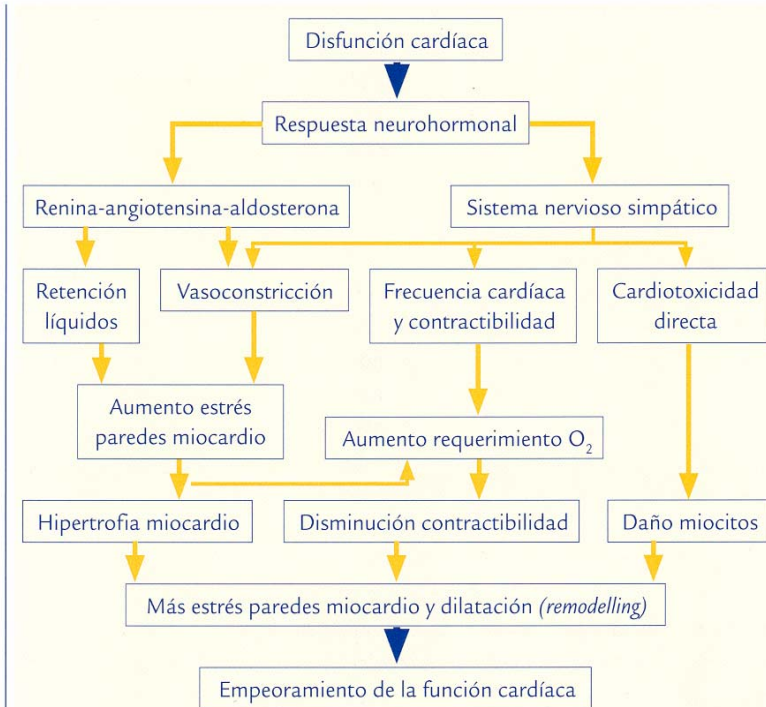 Disfunción cardíaca
Respuesta neurohormonal
Renina-angiotensina-aldosterona
Sistema nervioso simpático
Retención
líquidos
Vasoconstricción
Frecuencia cardíaca
y contractibilidad
Cardiotoxicidad
directa
Aumento estrés
paredes miocardio
Aumento requerimiento O₂
Hipertrofia miocardio
Disminución contractibilidad
Daño miocitos
Más estrés paredes miocardio y dilatación (remodelling)
Empeoramiento de la función cardíaca